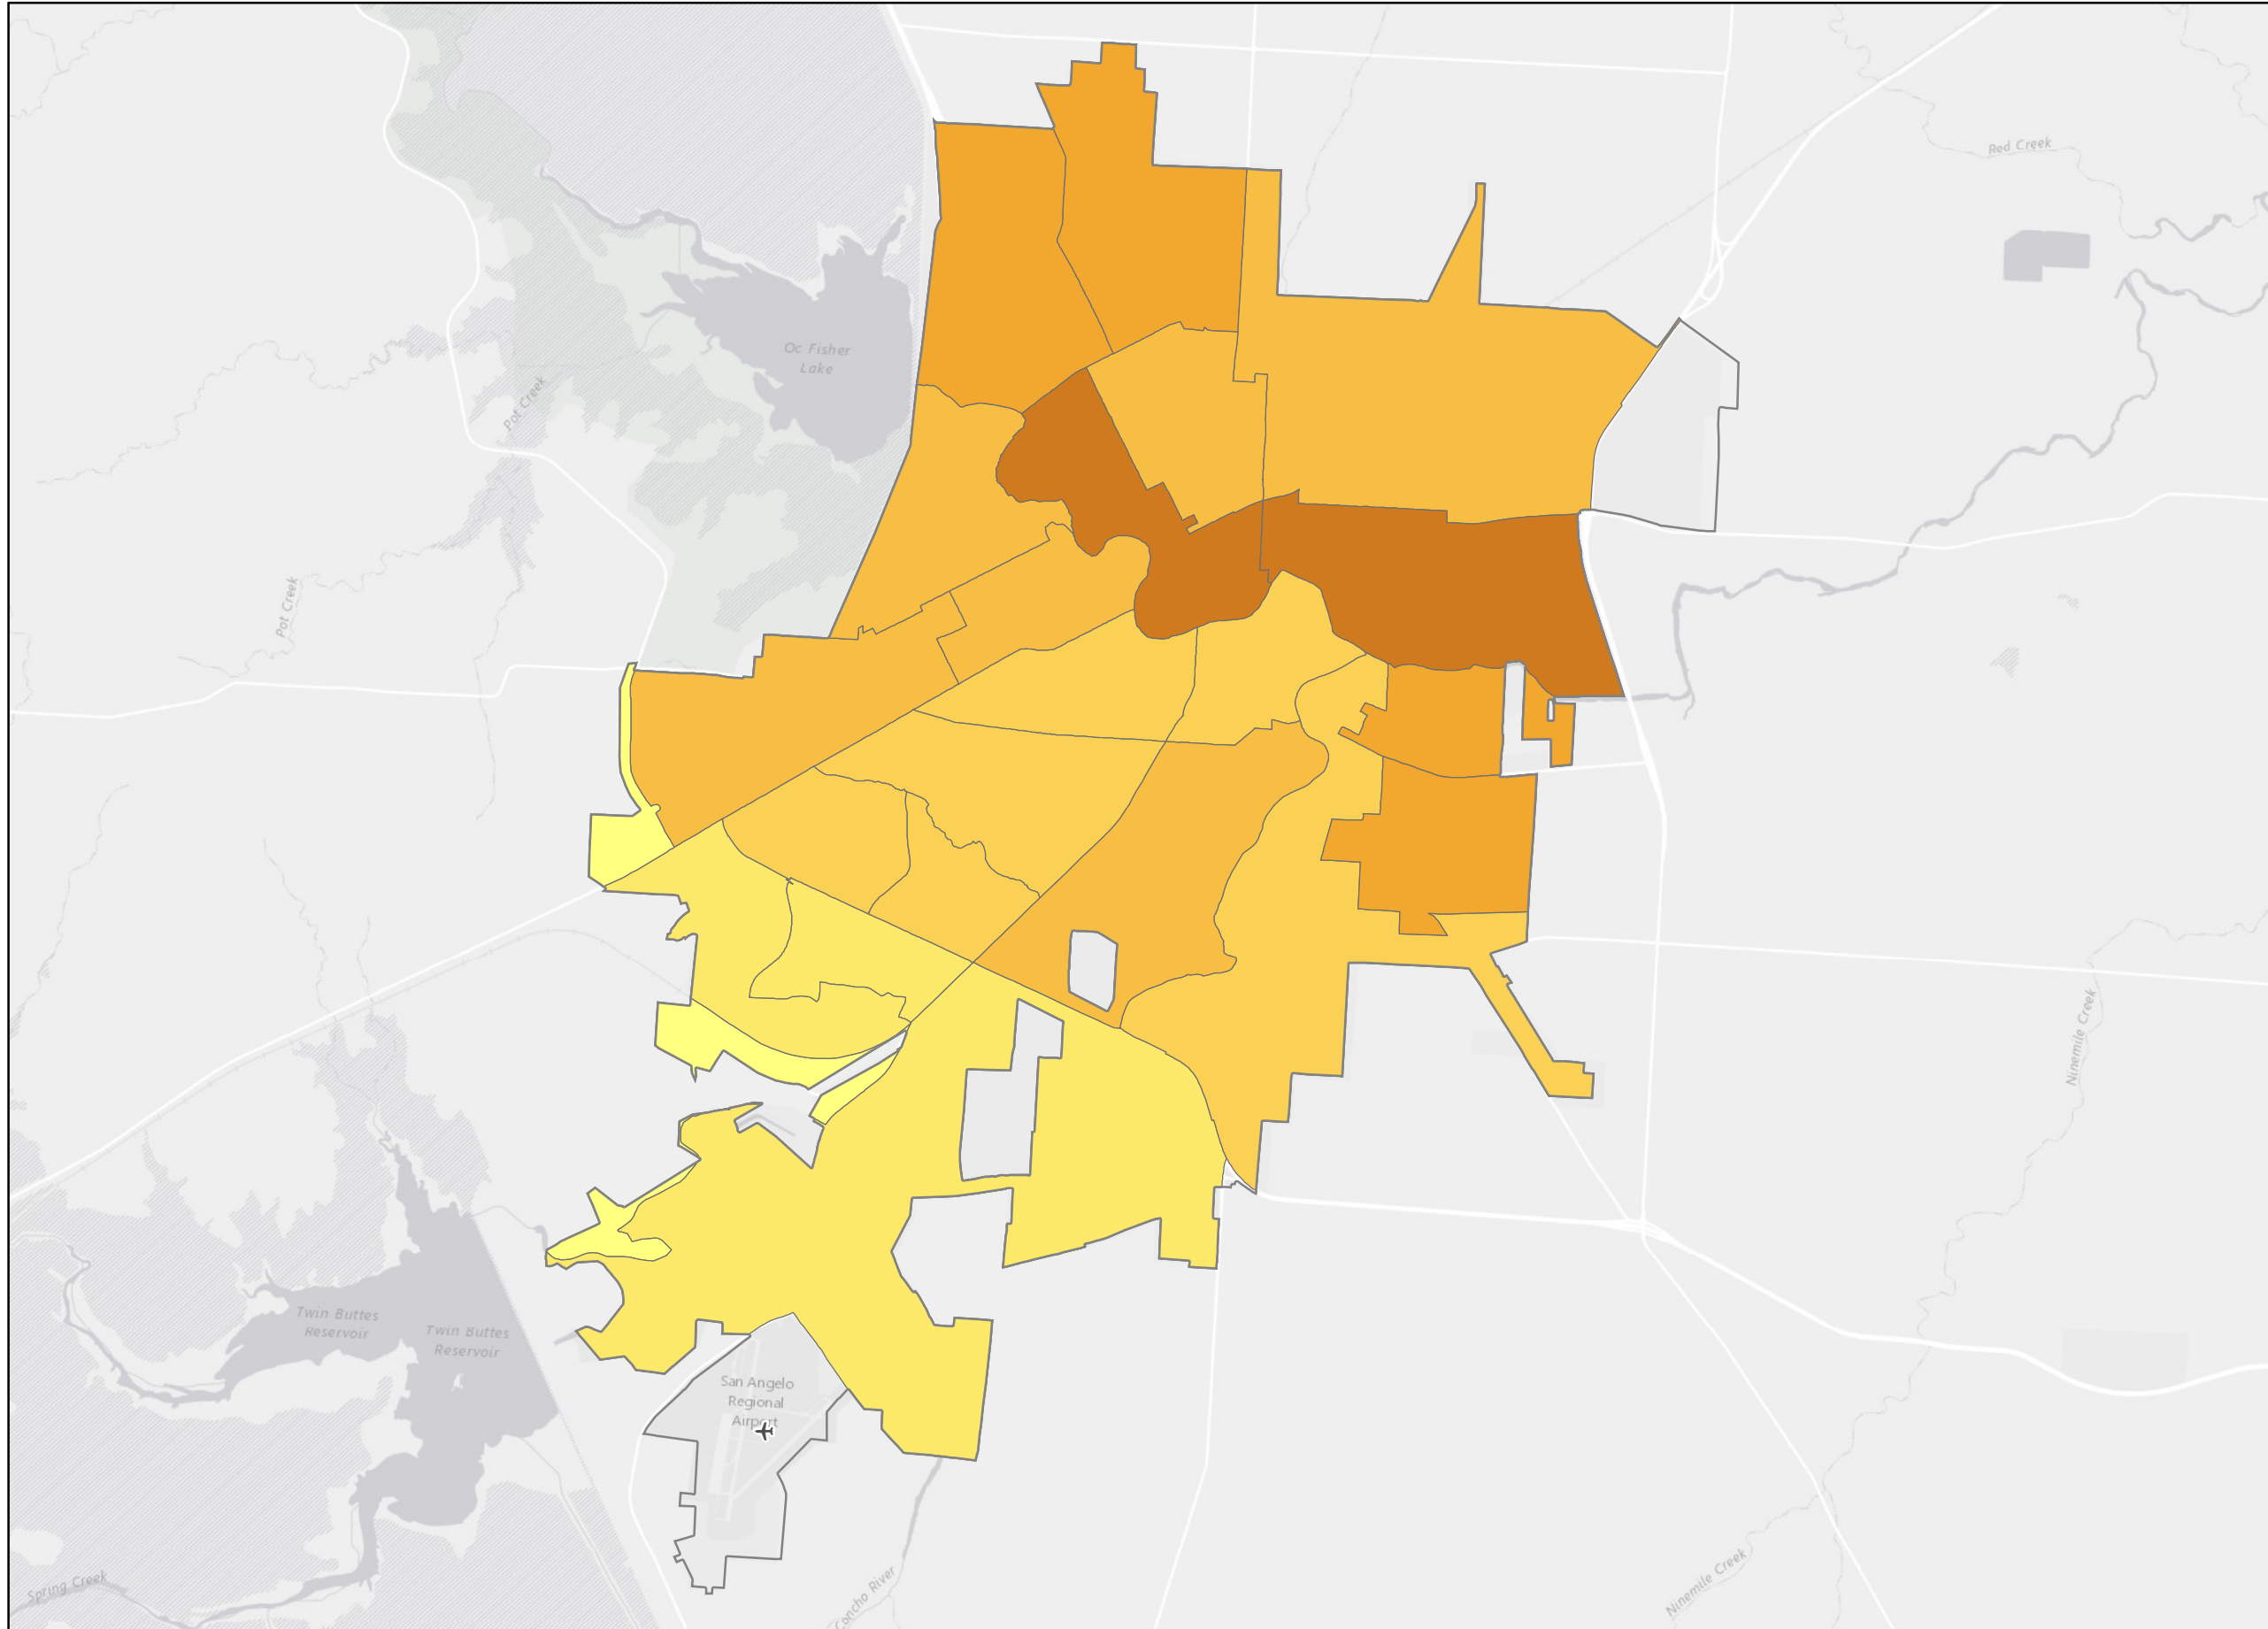 Red Creek
Oc Fisher
Lake
Pot Creek
Pot Creek
Ninemile Creek
Twin Buttes
Reservoir
Twin Buttes
Reservoir
San Angelo
Regional
Airport
Spring Creek
Concho River
Ninemile Creek